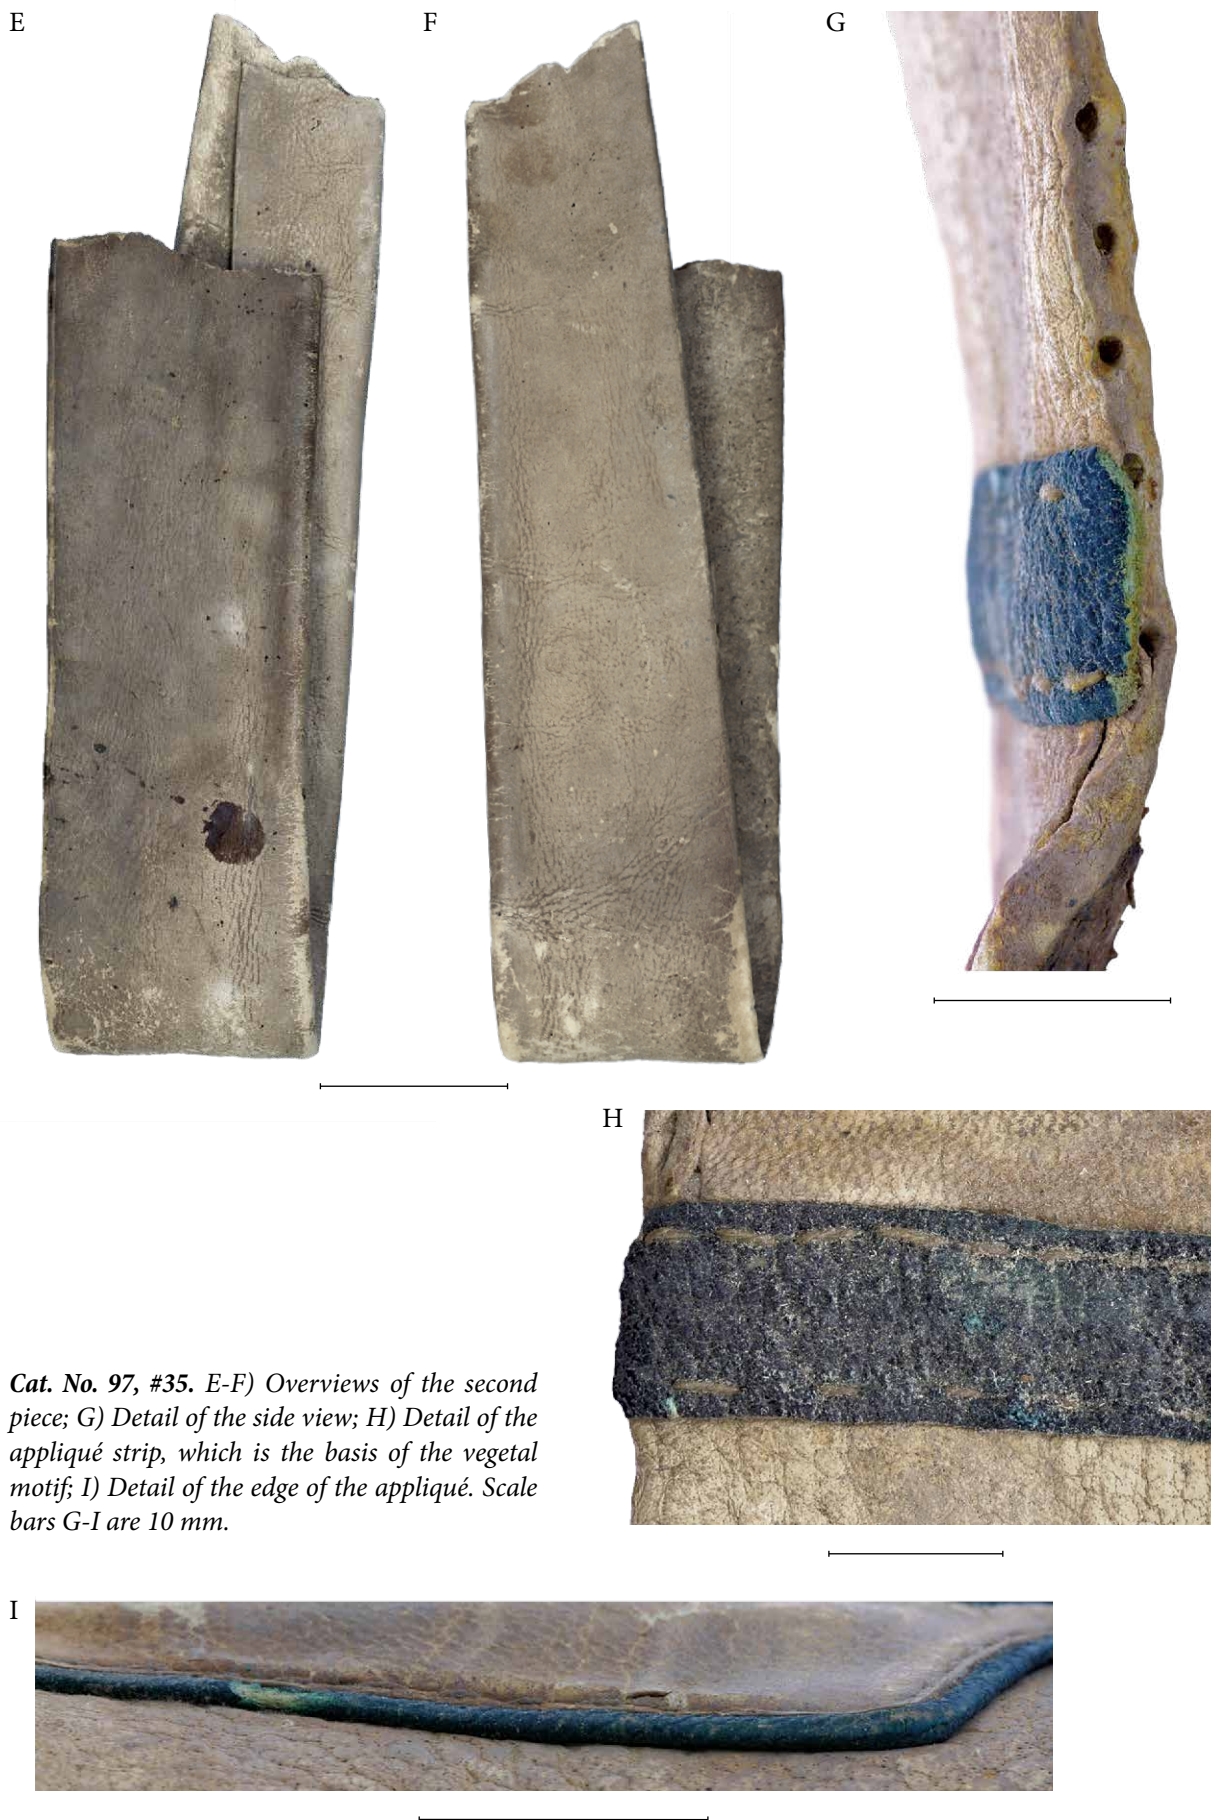 E
F
G
H
Cat. No. 97, #35. E-F) Overviews of the second
piece; G) Detail of the side view; H) Detail of the
appliqué strip, which is the basis of the vegetal
motif; I) Detail of the edge of the appliqué. Scale
bars G-I are 10 mm.
I